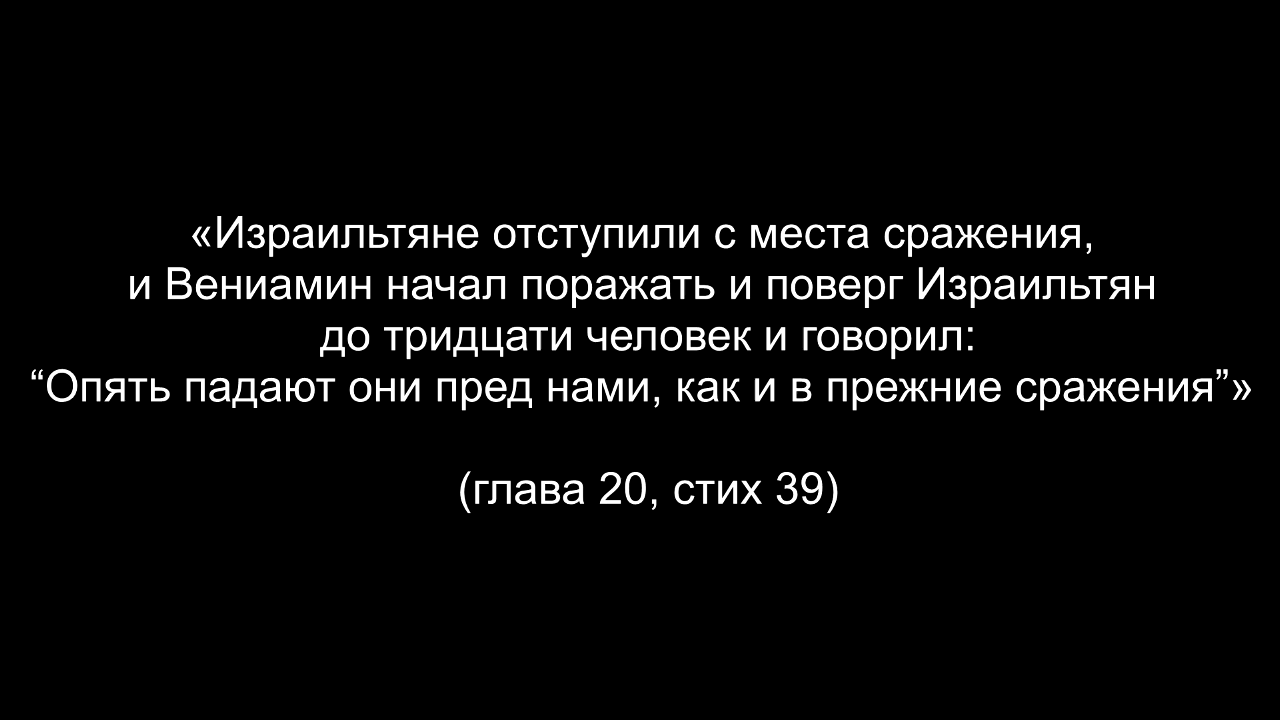 «Израильтяне отступили с места сражения,
и Вениамин начал поражать и поверг Израильтян
до тридцати человек и говорил:
“Опять падают они пред нами, как и в прежние сражения”»
(глава 20, стих 39)